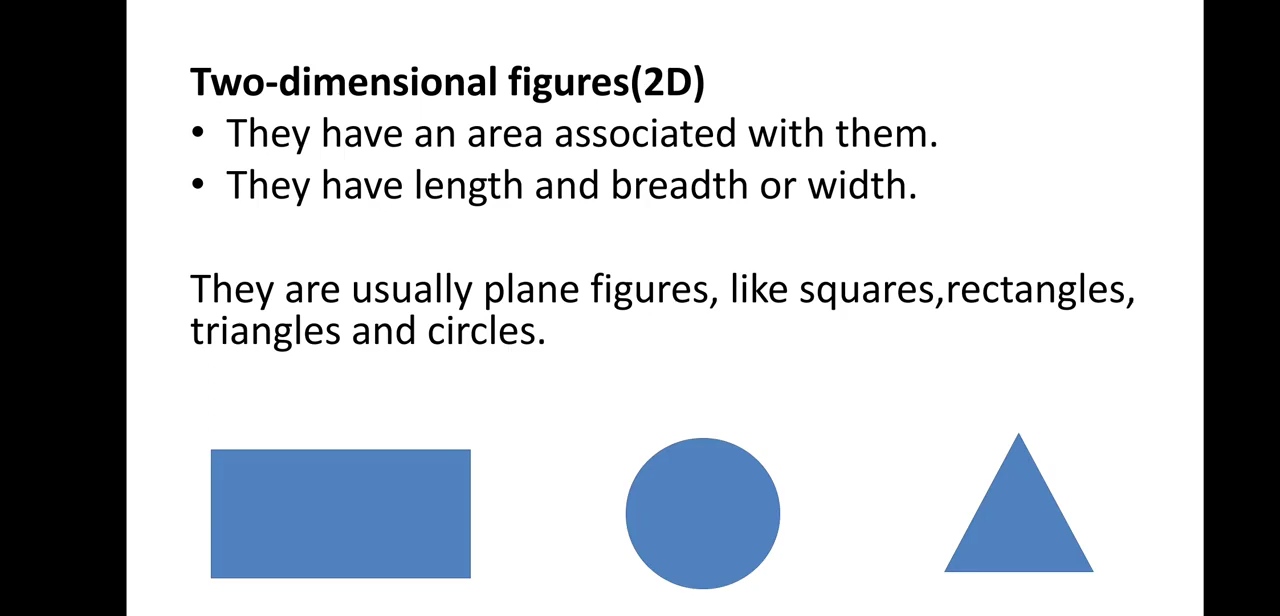 Two-dimensional figures(2D)
• They have an area associated with them.
• They have length and breadth or width.
They are usually plane figures, like squares,rectangles,
triangles and circles.